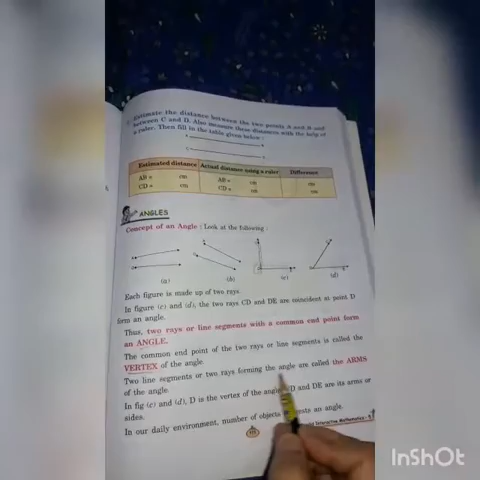 Estimate the distance between the two points A and B and
between C and D. Also measure these distances with the help of
a ruler. Then fill in the table given below :
Estimated distance Actual distance using a ruler Difference
AB = cm AB = cm cm
CD = cm CD = cm cm
ANGLES
Concept of an Angle : Look at the following :
(a) (b) (c) (d)
Each figure is made up of two rays.
In figure (c) and (d), the two rays CD and DE are coincident at point D
form an angle.
Thus, two rays or line segments with a common end point form
an ANGLE.
The common end point of the two rays or line segments is called the
VERTEX of the angle.
Two line segments or two rays forming the angle are called the ARMS
of the angle.
In fig (c) and (d), D is the vertex of the angle. CD and DE are its arms or
sides.
In our daily environment, number of objects an angle.
Interactive Mathematics
InShOt